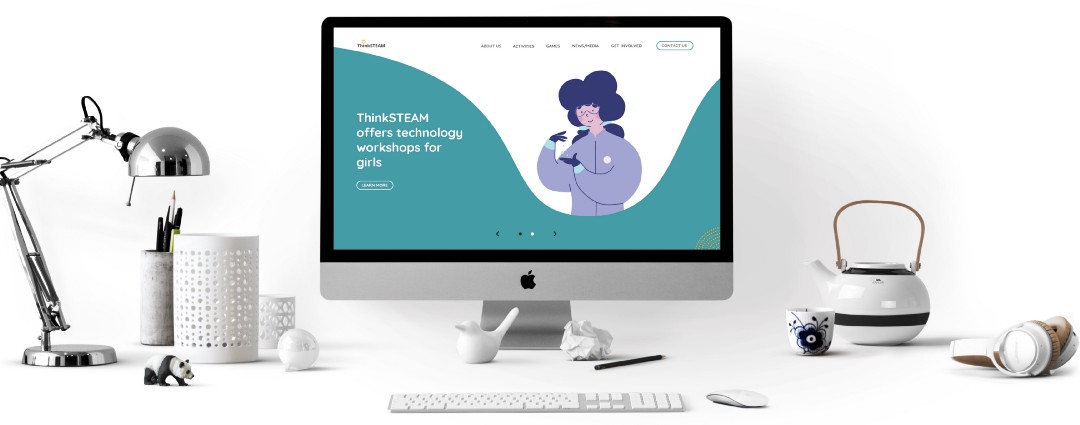 ThinkSTEAM
ABOUT US
ACTIVITIES
GAMES
NEWS/MEDIA
GET INVOLVED
CONTACT US
ThinkSTEAM
offers technology
workshops for
girls
LEARN MORE